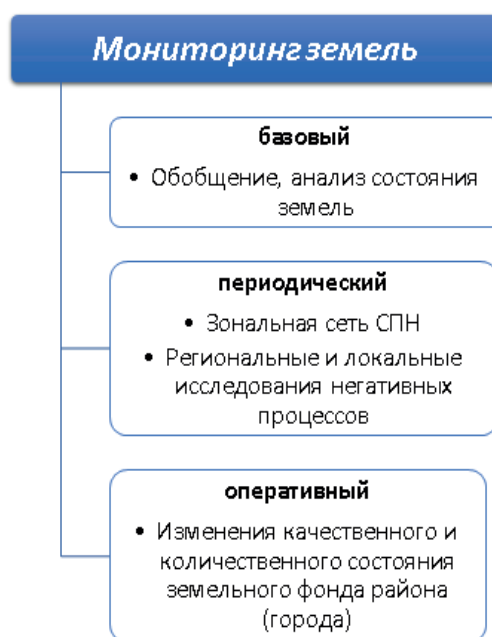 Мониторинг земель
базовый
• Обобщение, анализ состояния
земель
периодический
• Зональная сеть СПН
• Региональные и локальные
исследования негативных
процессов
оперативный
• Изменения качественного и
количественного состояния
земельного фонда района
(города)